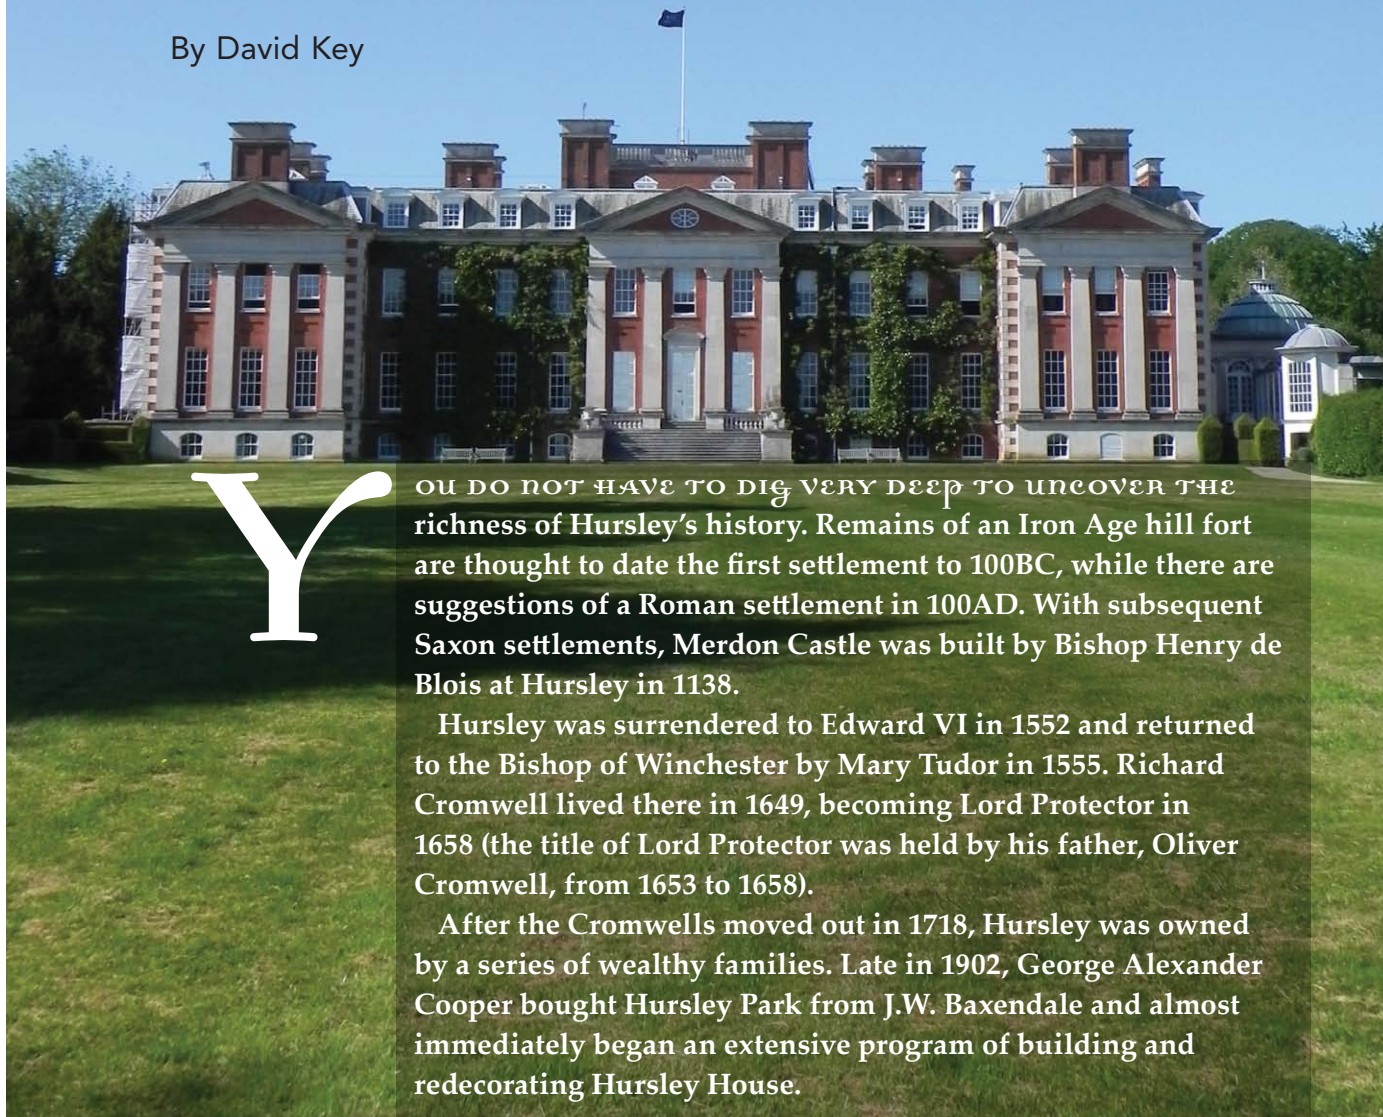 By David Key
You do not have to dig very deep to uncover the
richness of Hursley’s history. Remains of an Iron Age hill fort
are thought to date the first settlement to 100BC, while there are
suggestions of a Roman settlement in 100AD. With subsequent
Saxon settlements, Merdon Castle was built by Bishop Henry de
Blois at Hursley in 1138.
Hursley was surrendered to Edward VI in 1552 and returned
to the Bishop of Winchester by Mary Tudor in 1555. Richard
Cromwell lived there in 1649, becoming Lord Protector in
1658 (the title of Lord Protector was held by his father, Oliver
Cromwell, from 1653 to 1658).
After the Cromwells moved out in 1718, Hursley was owned
by a series of wealthy families. Late in 1902, George Alexander
Cooper bought Hursley Park from J.W. Baxendale and almost
immediately began an extensive program of building and
redecorating Hursley House.